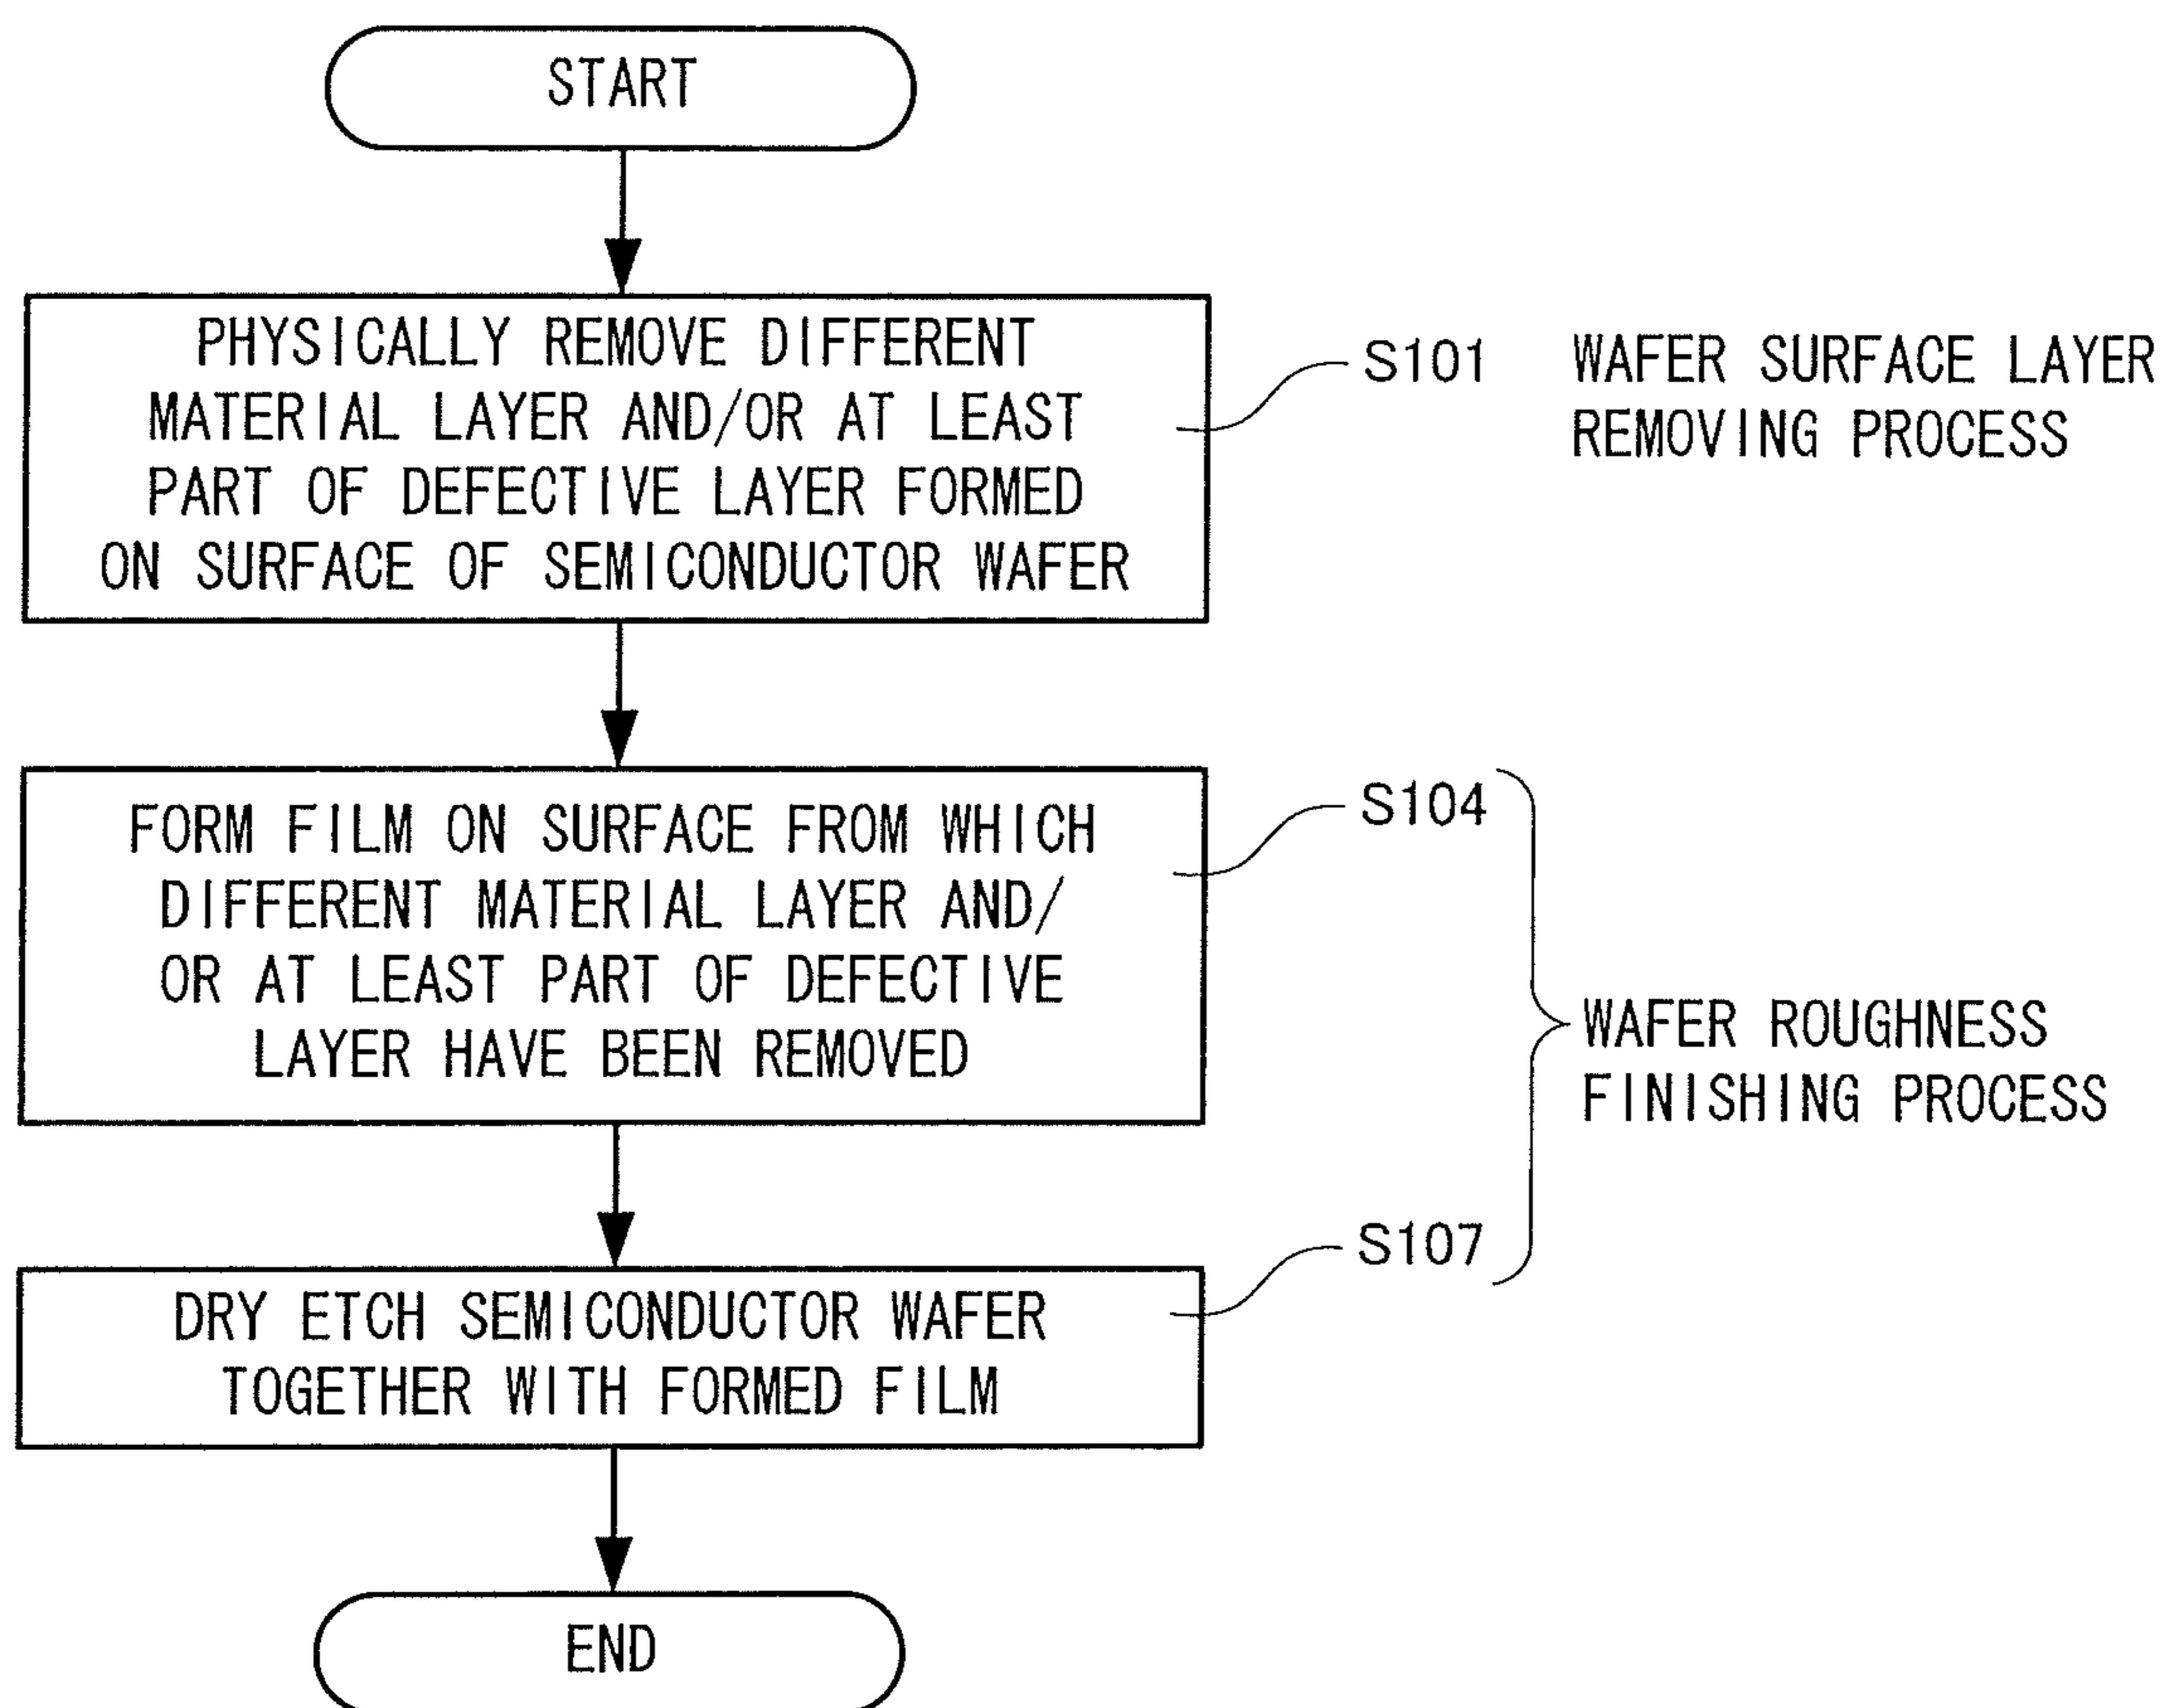 START
PHYSICALLY REMOVE DIFFERENT
MATERIAL LAYER AND/OR AT LEAST
PART OF DEFECTIVE LAYER FORMED
ON SURFACE OF SEMICONDUCTOR WAFER
S101
WAFER SURFACE LAYER
REMOVING PROCESS
FORM FILM ON SURFACE FROM WHICH
DIFFERENT MATERIAL LAYER AND/
OR AT LEAST PART OF DEFECTIVE
LAYER HAVE BEEN REMOVED
S104
WAFER ROUGHNESS
FINISHING PROCESS
S107
DRY ETCH SEMICONDUCTOR WAFER
TOGETHER WITH FORMED FILM
END